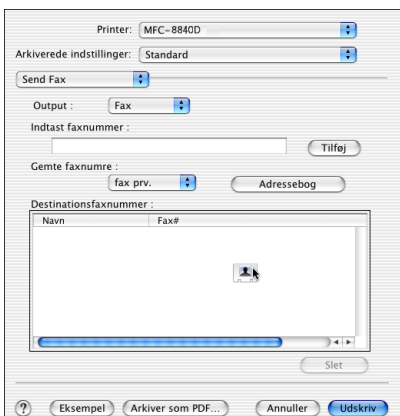 Printer: MFC-8840D
Arkiverede indstillinger: Standard
Send Fax
Output : Fax
Indtast faxnummer :
Tilføj
Gemte faxnumre :
fax prv. Adressebog
Destinationsfaxnummer :
Navn Fax#
Slet
? Eksempel Arkiver som PDF... Annuller Udskriv